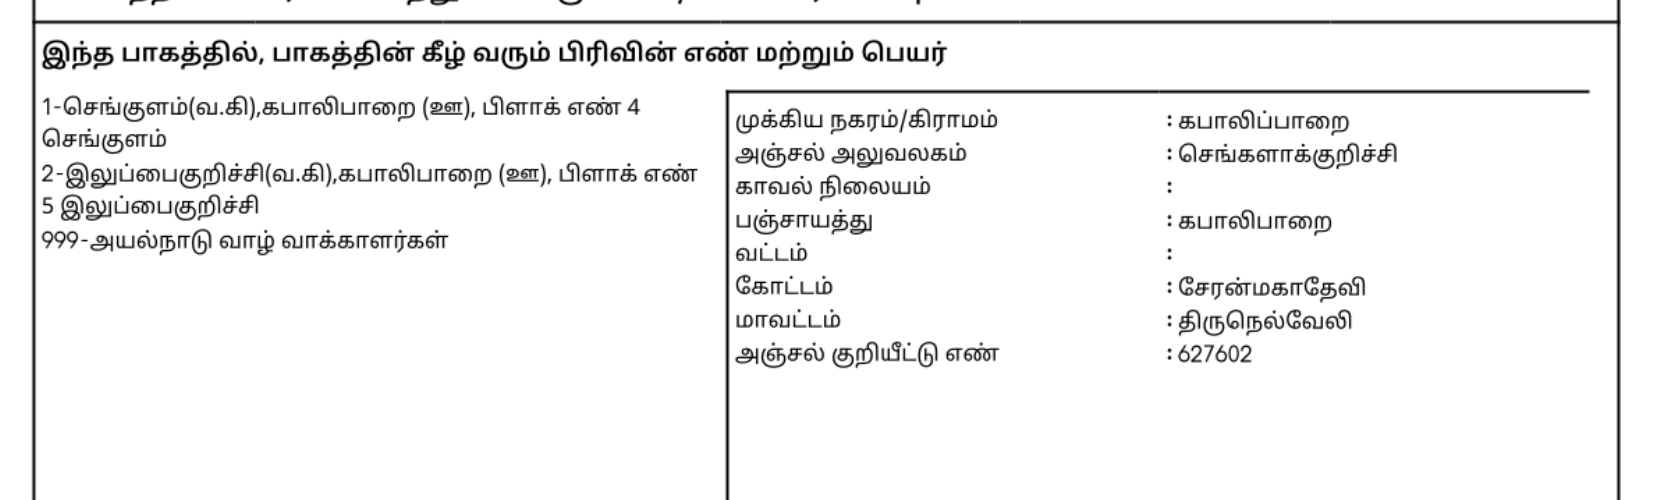 இந்த பாகத்தில், பாகத்தின் கீழ் வரும் பிரிவின் எண் மற்றும் பெயர்
1-செங்குளம்(வ.கி),கபாலிபாறை (ஊ), பிளாக் எண் 4
செங்குளம்
2-இலுப்பைகுறிச்சி(வ.கி),கபாலிபாறை (ஊ), பிளாக் எண்
5 இலுப்பைகுறிச்சி
999-அயல்நாடு வாழ் வாக்காளர்கள்
முக்கிய நகரம்/கிராமம் : கபாலிப்பாறை
அஞ்சல் அலுவலகம் : செங்களாக்குறிச்சி
காவல் நிலையம் :
பஞ்சாயத்து : கபாலிபாறை
வட்டம் :
கோட்டம் : சேரன்மகாதேவி
மாவட்டம் : திருநெல்வேலி
அஞ்சல் குறியீட்டு எண் : 627602